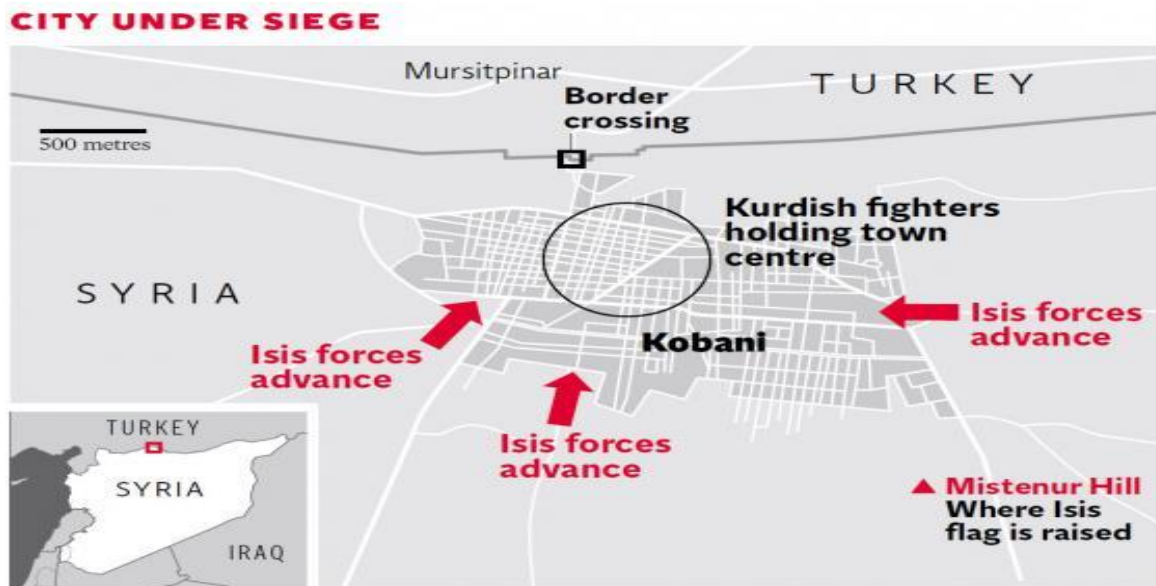 CITY UNDER SIEGE
Mursitpinar
TURKEY
Border
crossing
500 metres
Kurdish fighters
holding town
centre
SYRIA
Isis forces
advance
Kobani
Isis forces
advance
Isis forces
advance
TURKEY
SYRIA
IRAQ
Mistenur Hill
Where Isis
flag is raised